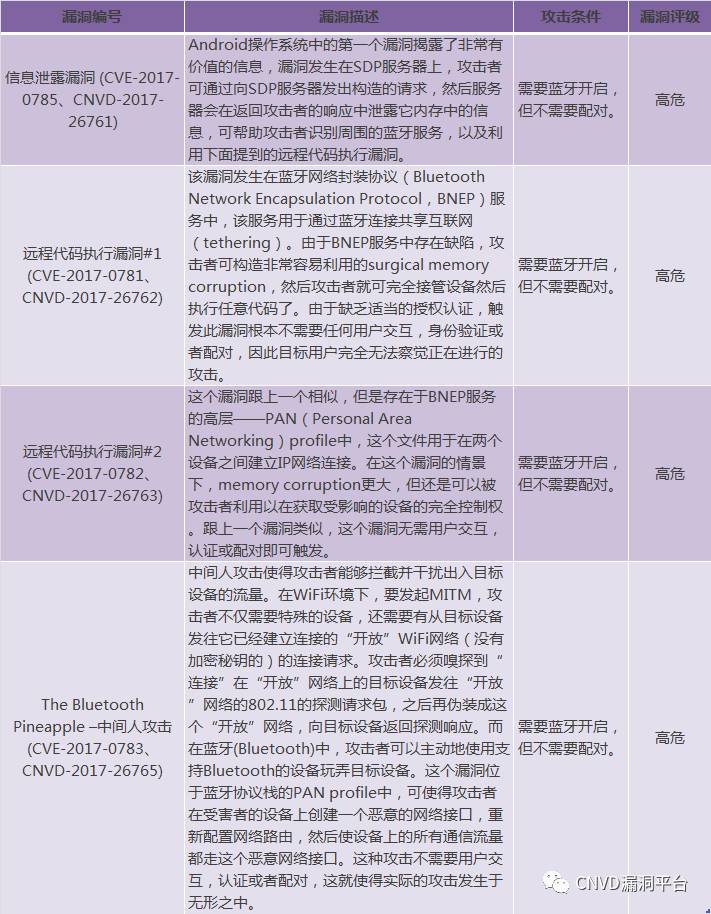 漏洞编号 漏洞描述 攻击条件 漏洞评级
信息泄露漏洞 (CVE-2017-
0785、CNVD-2017-
26761)
Android操作系统中的第一个漏洞揭露了非常有
价值的信息，漏洞发生在SDP服务器上，攻击者
可通过向SDP服务器发出构造的请求，然后服务
器会在返回攻击者的响应中泄露它内存中的信
息，可帮助攻击者识别周围的蓝牙服务，以及利
用下面提到的远程代码执行漏洞。
需要蓝牙开启，
但不需要配对。
高危
远程代码执行漏洞#1
(CVE-2017-0781、
CNVD-2017-26762)
该漏洞发生在蓝牙网络封装协议（Bluetooth
Network Encapsulation Protocol，BNEP）服
务中，该服务用于通过蓝牙连接共享互联网
（tethering）。由于BNEP服务中存在缺陷，攻
击者可构造非常容易利用的surgical memory
corruption，然后攻击者就可完全接管设备然后
执行任意代码了。由于缺乏适当的授权认证，触
发此漏洞根本不需要任何用户交互，身份验证或
者配对，因此目标用户完全无法察觉正在进行的
攻击。
需要蓝牙开启，
但不需要配对。
高危
远程代码执行漏洞#2
(CVE-2017-0782、
CNVD-2017-26763)
这个漏洞跟上一个相似，但是存在于BNEP服务
的高层——PAN（Personal Area
Networking）profile中，这个文件用于在两个
设备之间建立IP网络连接。在这个漏洞的情景
下，memory corruption更大，但还是可以被
攻击者利用以在获取受影响的设备的完全控制权
。跟上一个漏洞类似，这个漏洞无需用户交互，
认证或配对即可触发。
需要蓝牙开启，
但不需要配对。
高危
The Bluetooth
Pineapple –中间人攻击
(CVE-2017-0783、
CNVD-2017-26765)
中间人攻击使得攻击者能够拦截并干扰出入目标
设备的流量。在WiFi环境下，要发起MITM，攻
击者不仅需要特殊的设备，还需要有从目标设备
发往它已经建立连接的“开放”WiFi网络（没有
加密秘钥的）的连接请求。攻击者必须嗅探到“
连接”在“开放”网络上的目标设备发往“开放
”网络的802.11的探测请求包，之后再伪装成这
个“开放”网络，向目标设备返回探测响应。而
在蓝牙(Bluetooth)中，攻击者可以主动地使用支
持Bluetooth的设备玩弄目标设备。这个漏洞位
于蓝牙协议栈的PAN profile中，可使得攻击者
在受害者的设备上创建一个恶意的网络接口，重
新配置网络路由，然后使设备上的所有通信流量
都走这个恶意网络接口。这种攻击不需要用户交
互，认证或者配对，这就使得实际的攻击发生于
无形之中。
需要蓝牙开启，
但不需要配对。
高危
CNVD漏洞平台